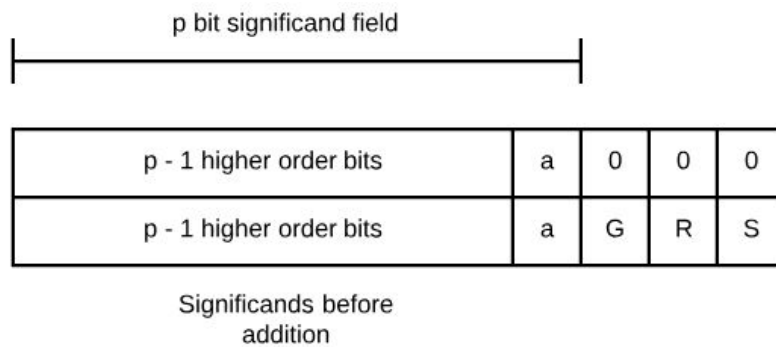 p bit significand field
p - 1 higher order bits a 0 0 0
p - 1 higher order bits a G R S
Significands before
addition